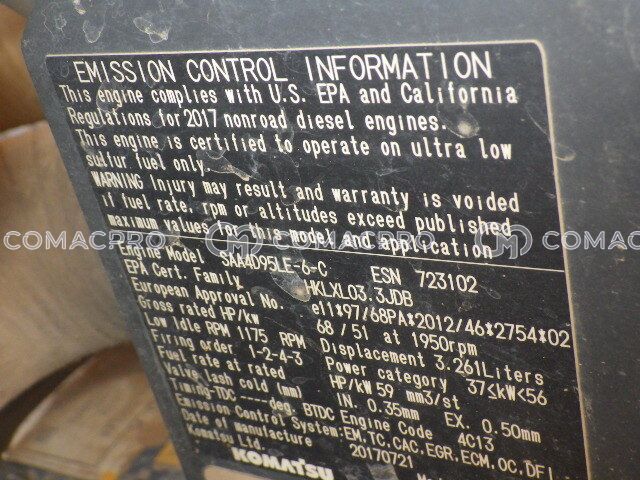 EMISSION CONTROL INFORMATION
This engine complies with U.S. EPA and California
Regulations for 2017 nonroad diesel engines.
This engine is certified to operate on ultra low
sulfur fuel only.
WARNING Injury may result and warranty is voided
if fuel rate, rpm or altitudes exceed published
maximum values for this model and application
COMACPRO COMACPRO COMACPRO
Engine Model SAA4D95LE-6-C ESN 723102
EPA Cert. Family HKLXL03.3JDB
European Approval No. e11*97/68PA*2012/46*2754*02
Gross rated HP/kW 68/51 at 1950rpm
Low Idle RPM 1175 RPM Displacement 3.261Liters
Firing order 1-2-4-3 Power category 37≤kW<56
Fuel rate at rated HP/kW 59 mm3/st
Valve lash cold (mm) IN. 0.35mm EX. 0.50mm
Timing-TDC ----deg. BTDC Engine Code 4C13
Emission Control System:EM,TC,CAC,EGR,ECM,OC,DFI
Date of manufacture 20170721
Komatsu Ltd.
KOMATSU